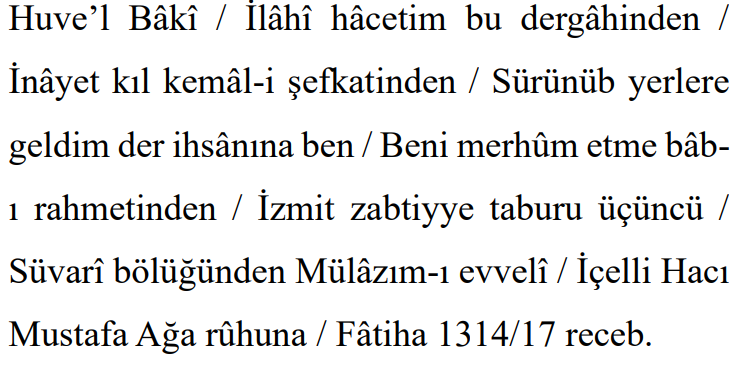 Huve’l Bâkî / İlâhî hâcetim bu dergâhinden /
İnâyet kıl kemâl-i şefkatinden / Sürünüb yerlere
geldim der ihsânına ben / Beni merhûm etme bâb-
ı rahmetinden / İzmit zabtiyye taburu üçüncü /
Süvarî bölüğünden Mülâzım-ı evvelî / İçelli Hacı
Mustafa Ağa rûhuna / Fâtiha 1314/17 receb.